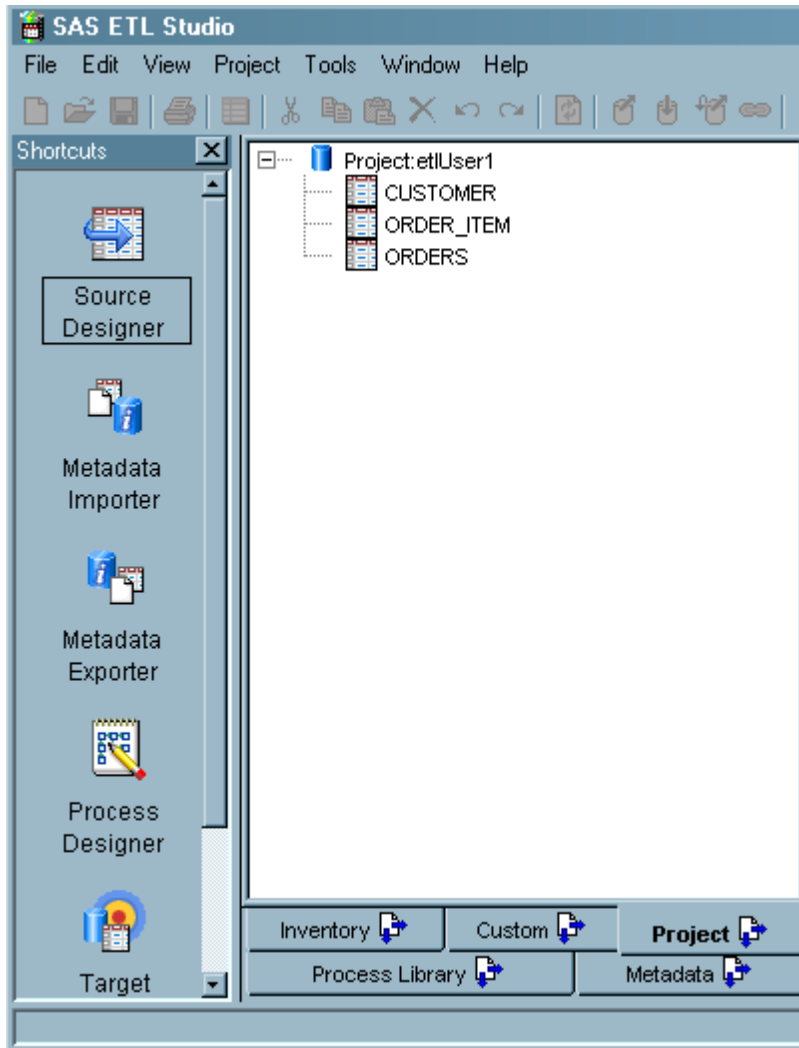 SAS ETL Studio
File Edit View Project Tools Window Help
Shortcuts
Source
Designer
Metadata
Importer
Metadata
Exporter
Process
Designer
Target
Project:etlUser1
CUSTOMER
ORDER_ITEM
ORDERS
Inventory Custom Project
Process Library Metadata